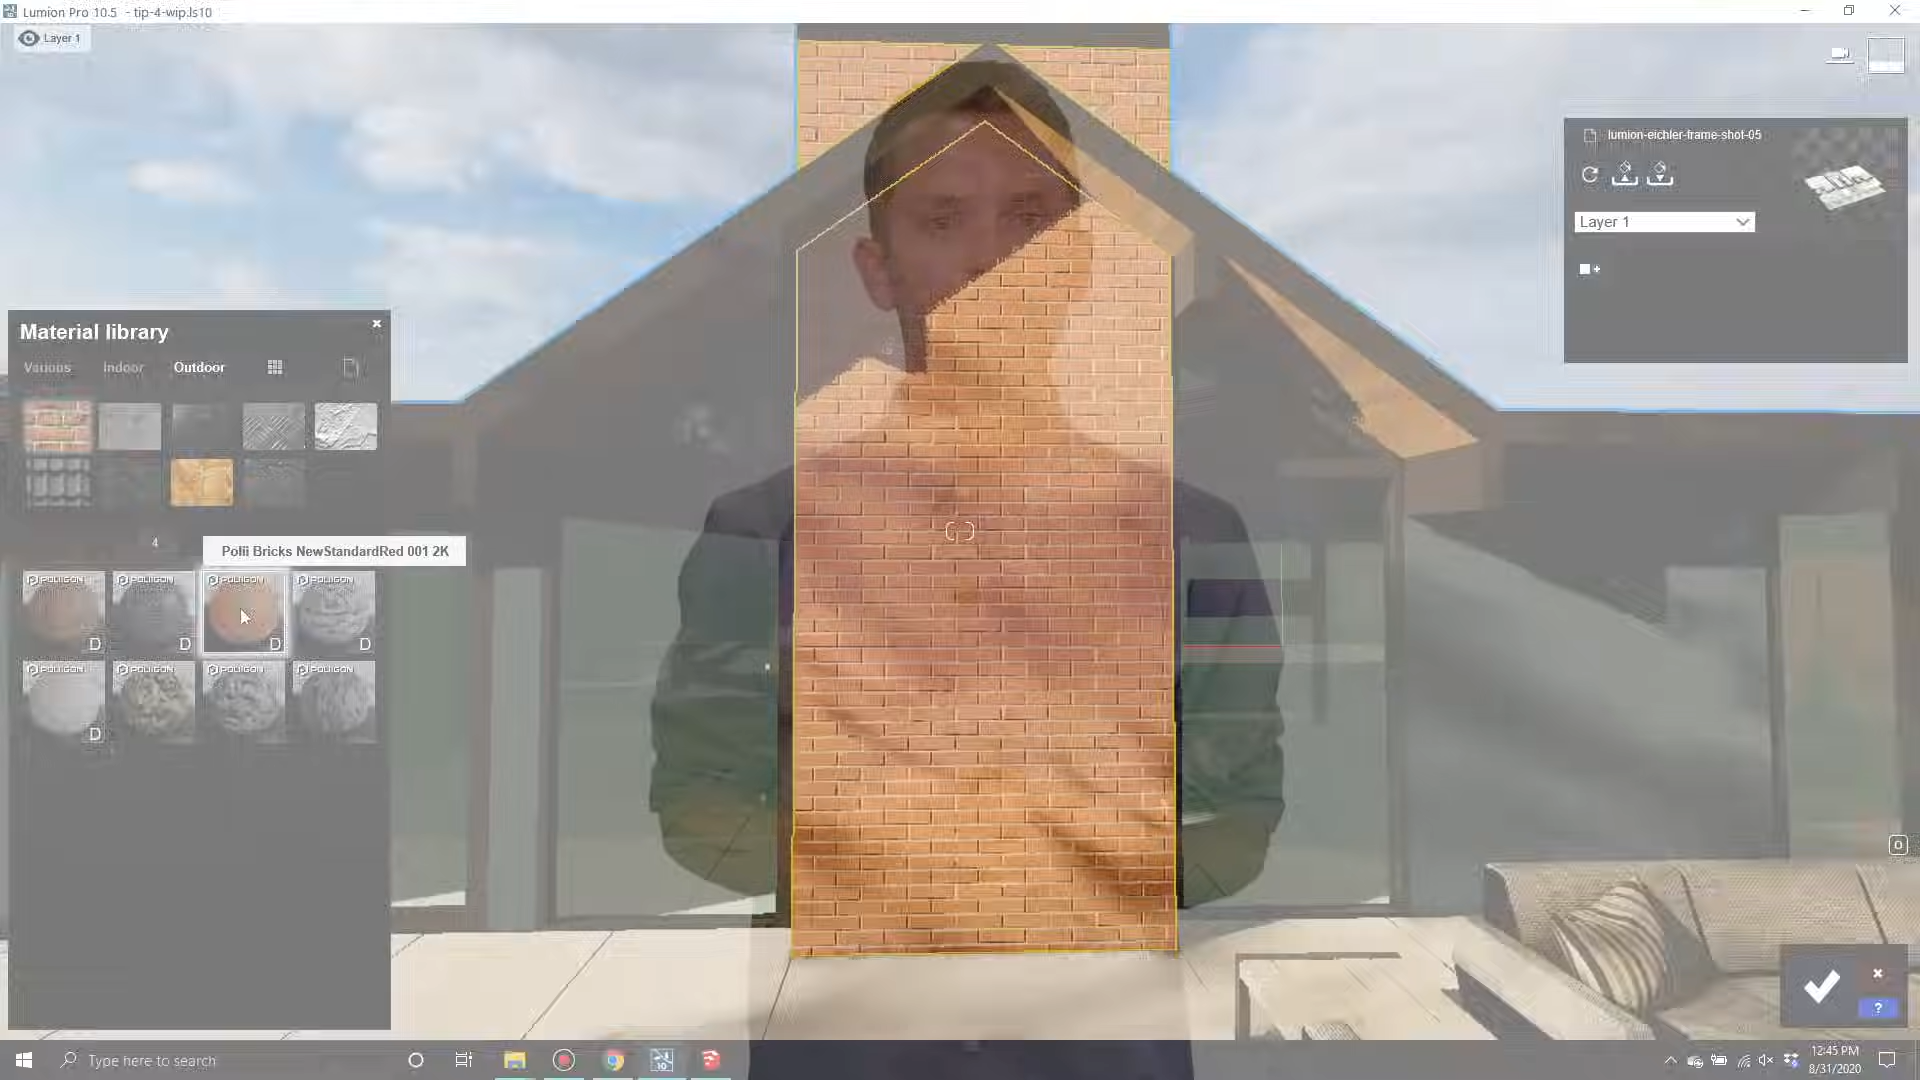 Lumion Pro 10.5 - tip-4-wip.ls10
Layer 1
lumion-eichler-frame-shot-05
Layer 1
Material library
Various Indoor Outdoor
4
Poliigon Bricks NewStandardRed 001 2K
POLIIGON POLIIGON POLIIGON POLIIGON
D D D D
POLIIGON POLIIGON POLIIGON POLIIGON
D
?
Type here to search
10
12:45 PM
8/31/2020